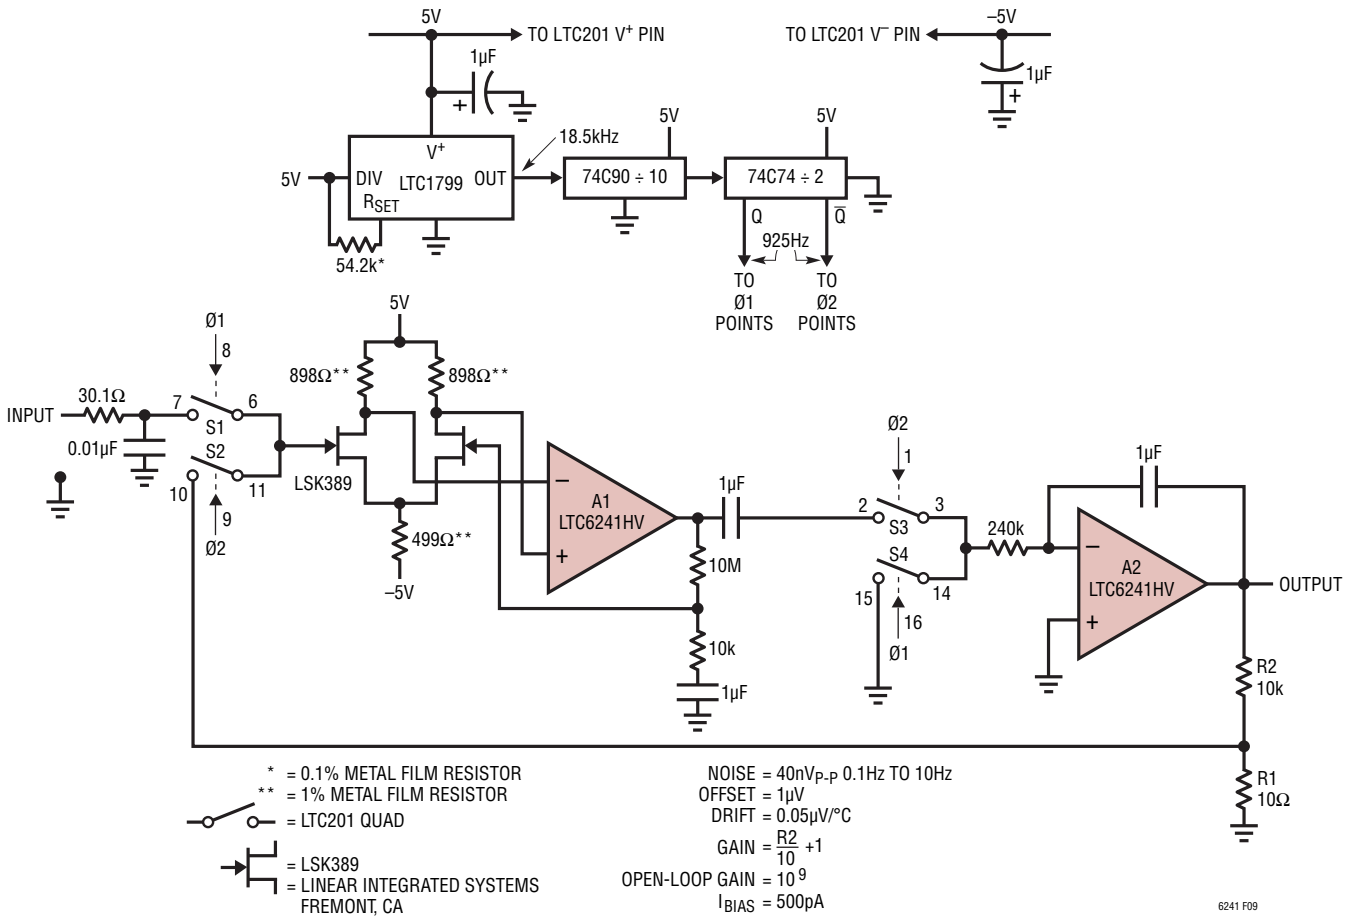 5V
TO LTC201 V+ PIN
1µF
+
TO LTC201 V– PIN
–5V
1µF
+
5V
V+
DIV
LTC1799
OUT
RSET
54.2k*
18.5kHz
5V
74C90 ÷ 10
5V
74C74 ÷ 2
Q
Q̅
925Hz
TO
Ø1
POINTS
TO
Ø2
POINTS
5V
Ø1
8
898Ω**
898Ω**
INPUT
30.1Ω
7
6
S1
0.01µF
S2
10
11
9
Ø2
LSK389
499Ω**
–5V
–
A1
LTC6241HV
+
1µF
10M
10k
1µF
Ø2
1
2
3
S3
S4
15
14
16
Ø1
240k
1µF
–
A2
LTC6241HV
+
OUTPUT
R2
10k
R1
10Ω
* = 0.1% METAL FILM RESISTOR
** = 1% METAL FILM RESISTOR
= LTC201 QUAD
= LSK389
= LINEAR INTEGRATED SYSTEMS
FREMONT, CA
NOISE = 40nVP-P 0.1Hz TO 10Hz
OFFSET = 1µV
DRIFT = 0.05µV/°C
GAIN = R2/10 +1
OPEN-LOOP GAIN = 10^9
IBIAS = 500pA
6241 F09